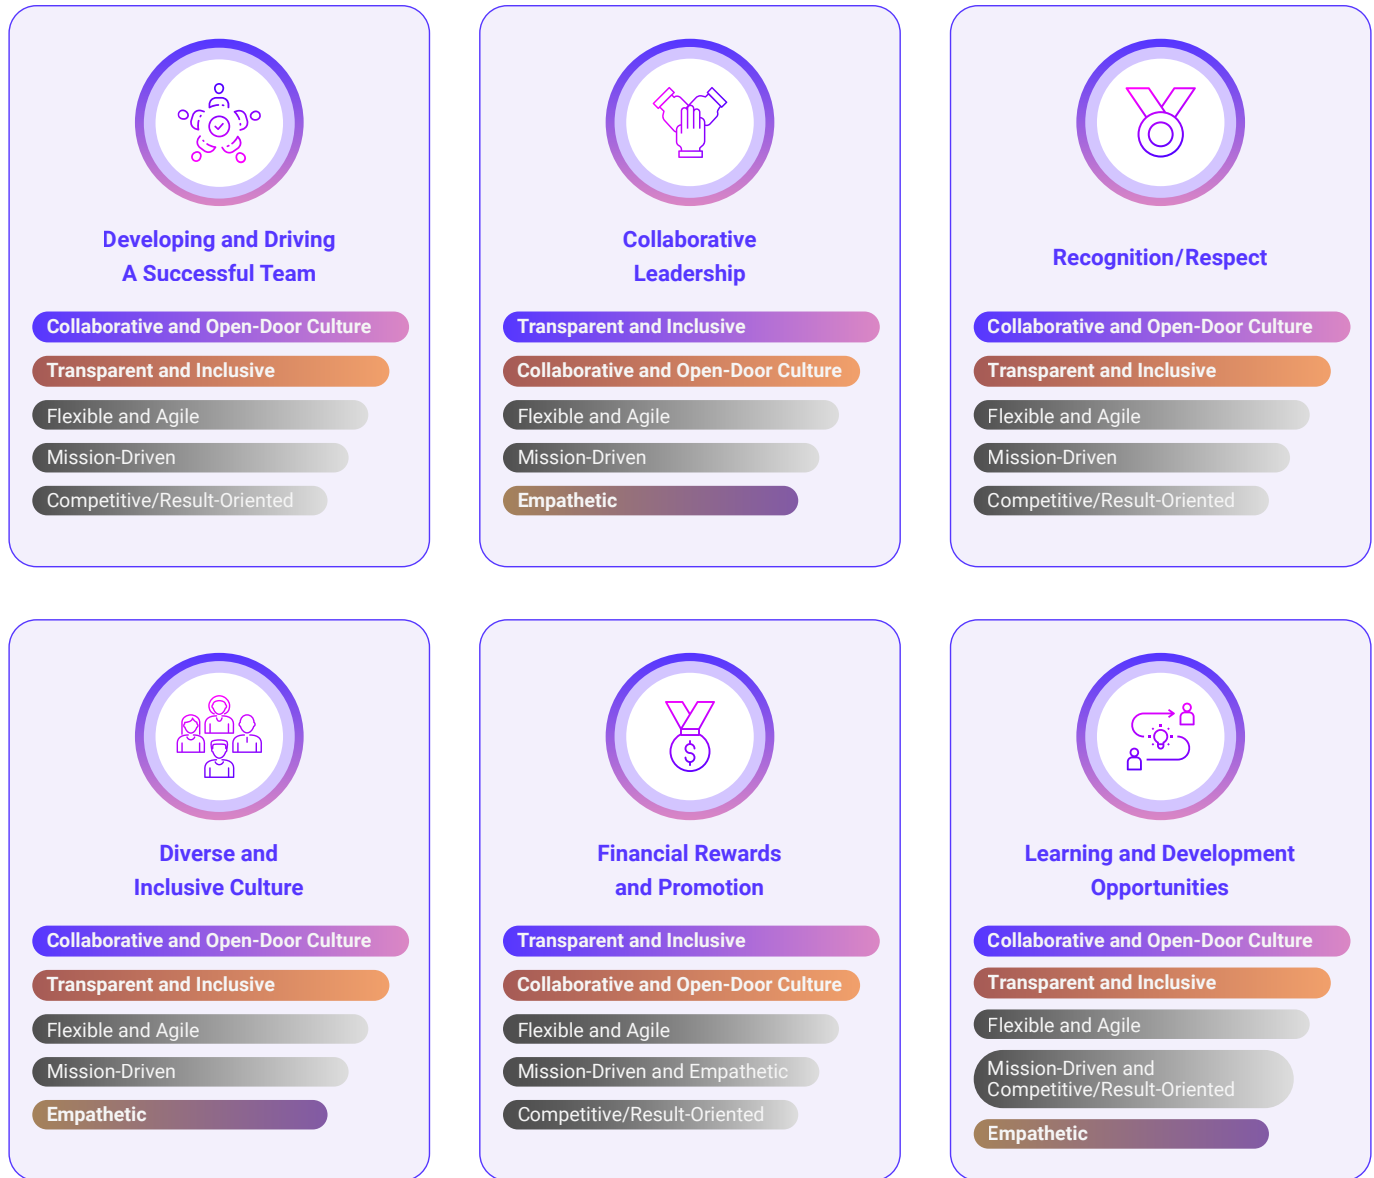 Developing and Driving
A Successful Team
Collaborative and Open-Door Culture
Transparent and Inclusive
Flexible and Agile
Mission-Driven
Competitive/Result-Oriented
Collaborative
Leadership
Transparent and Inclusive
Collaborative and Open-Door Culture
Flexible and Agile
Mission-Driven
Empathetic
Recognition/Respect
Collaborative and Open-Door Culture
Transparent and Inclusive
Flexible and Agile
Mission-Driven
Competitive/Result-Oriented
Diverse and
Inclusive Culture
Collaborative and Open-Door Culture
Transparent and Inclusive
Flexible and Agile
Mission-Driven
Empathetic
Financial Rewards
and Promotion
Transparent and Inclusive
Collaborative and Open-Door Culture
Flexible and Agile
Mission-Driven and Empathetic
Competitive/Result-Oriented
Learning and Development
Opportunities
Collaborative and Open-Door Culture
Transparent and Inclusive
Flexible and Agile
Mission-Driven and
Competitive/Result-Oriented
Empathetic